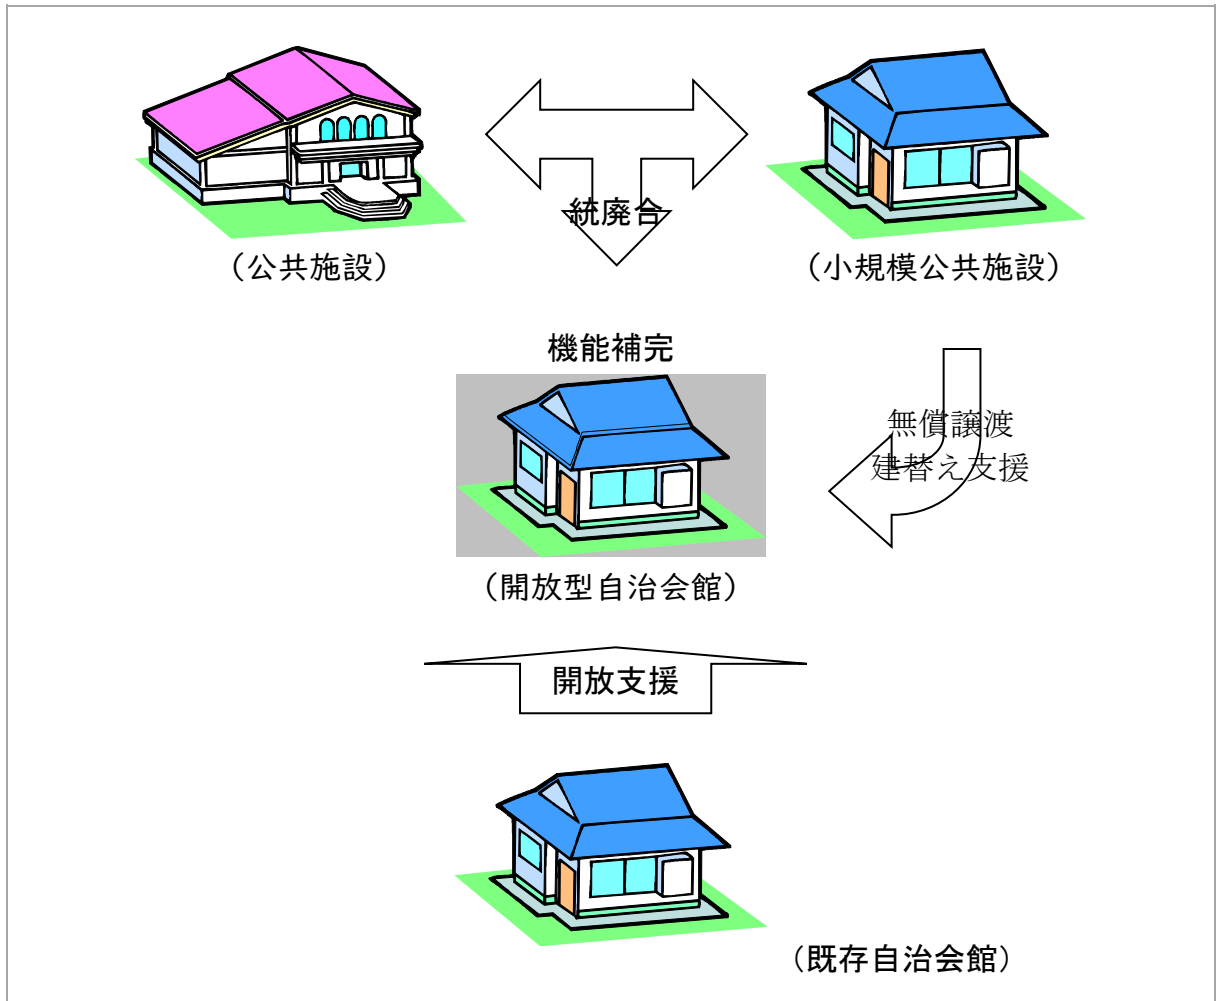 統廃合
（公共施設）
（小規模公共施設）
機能補完
無償譲渡
建替え支援
（開放型自治会館）
開放支援
（既存自治会館）